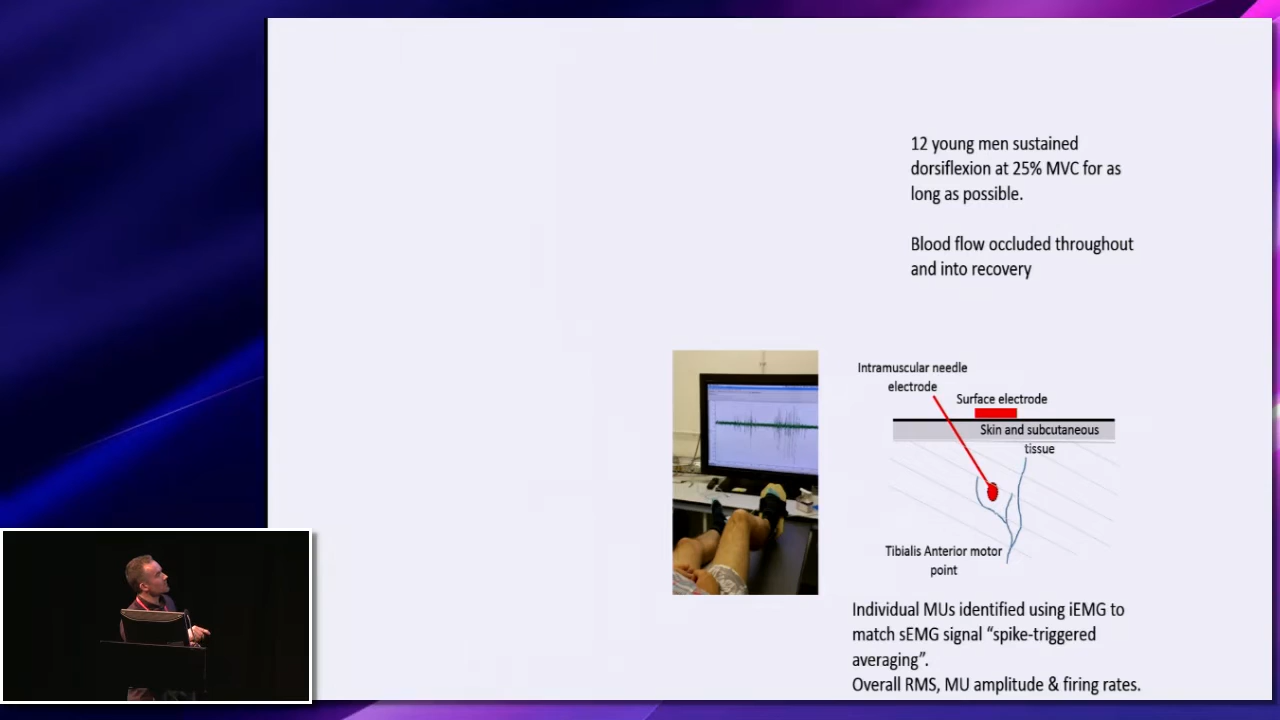 12 young men sustained
dorsiflexion at 25% MVC for as
long as possible.
Blood flow occluded throughout
and into recovery
Intramuscular needle
electrode
Surface electrode
Skin and subcutaneous
tissue
Tibialis Anterior motor
point
Individual MUs identified using iEMG to
match sEMG signal “spike-triggered
averaging”.
Overall RMS, MU amplitude & firing rates.